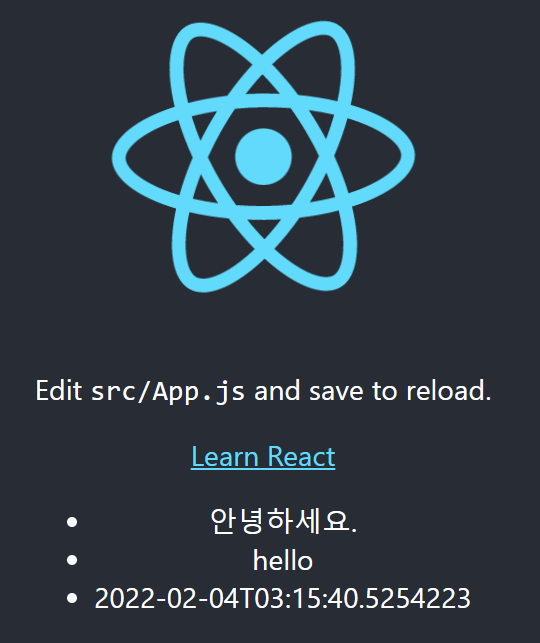 Edit src/App.js and save to reload.
Learn React
안녕하세요.
hello
2022-02-04T03:15:40.5254223